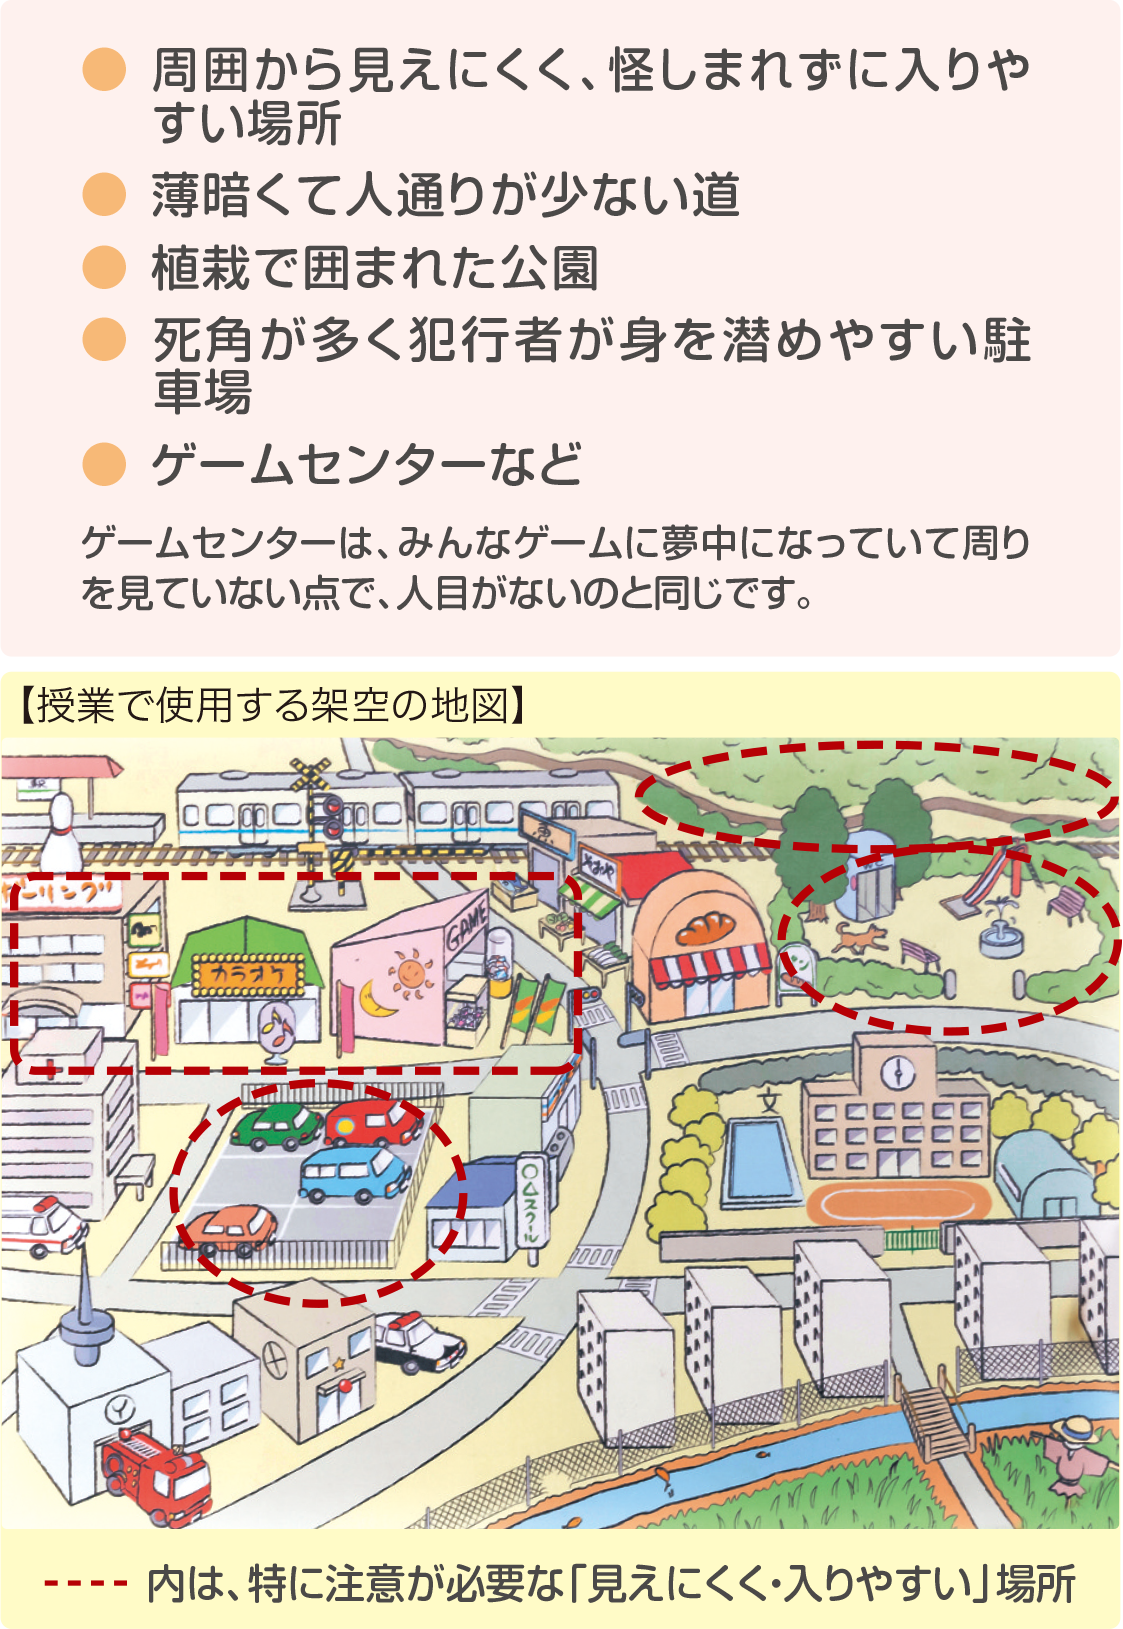 ● 周囲から見えにくく、怪しまれずに入りや
すい場所
● 薄暗くて人通りが少ない道
● 植栽で囲まれた公園
● 死角が多く犯行者が身を潜めやすい駐
車場
● ゲームセンターなど
ゲームセンターは、みんなゲームに夢中になっていて周り
を見ていない点で、人目がないのと同じです。
【授業で使用する架空の地図】
駅
ボーリング
カラオケ
GAME
魚
文
○ムスクール
Y
---- 内は、特に注意が必要な「見えにくく・入りやすい」場所